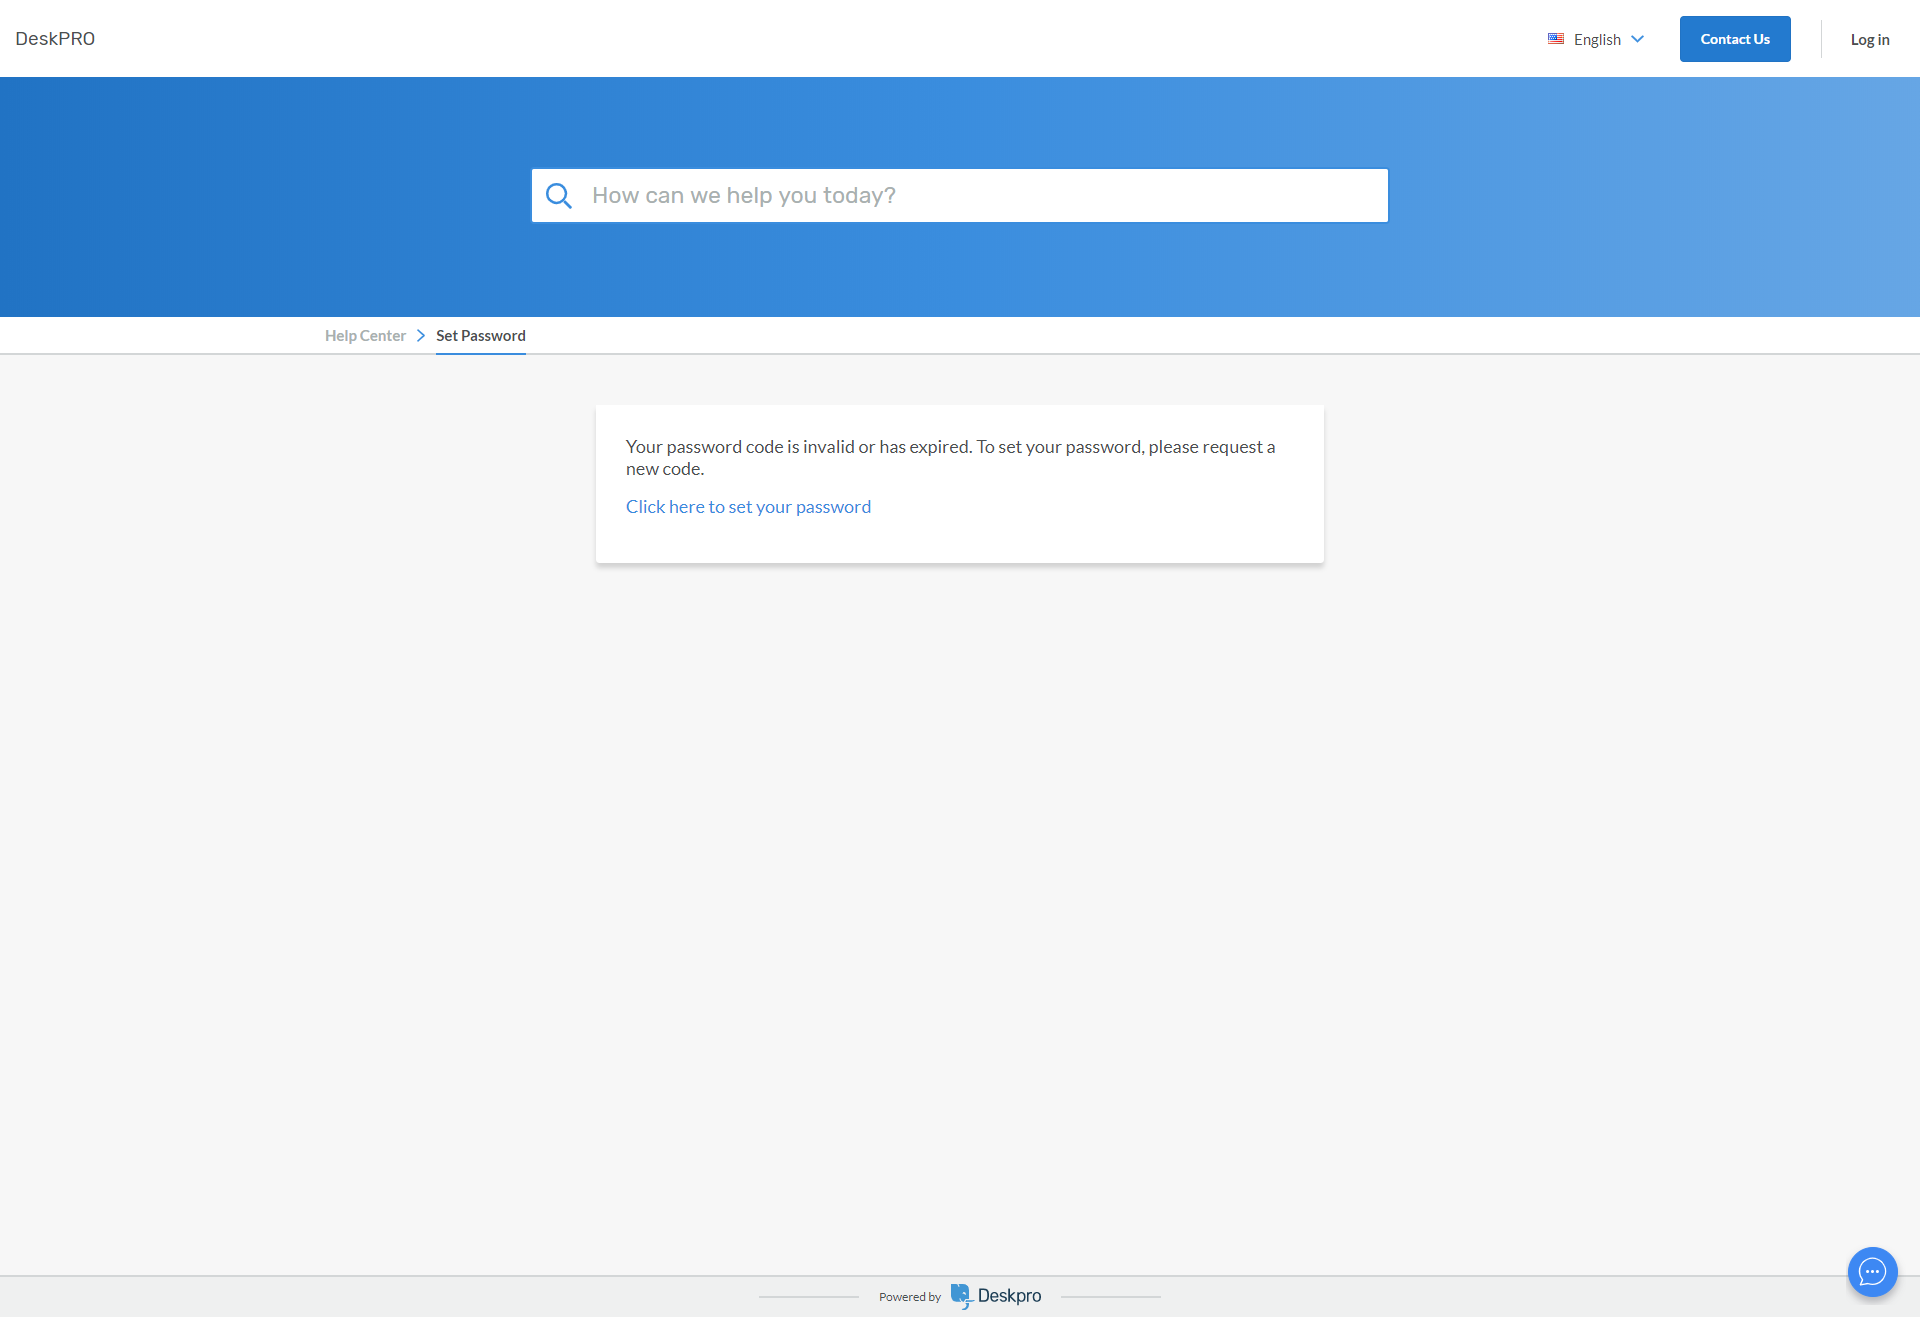 DeskPRO
English
Contact Us
Log in
How can we help you today?
Help Center
Set Password
Your password code is invalid or has expired. To set your password, please request a
new code.
Click here to set your password
Powered by
Deskpro